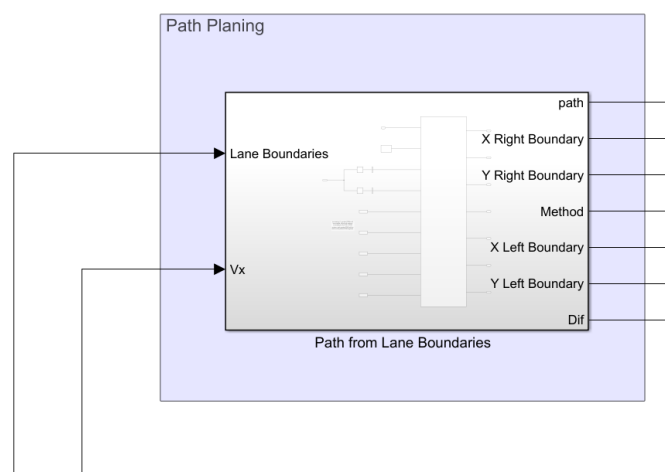 Path Planing
path
Lane Boundaries
X Right Boundary
Y Right Boundary
Method
X Left Boundary
Vx
Y Left Boundary
Dif
Path from Lane Boundaries